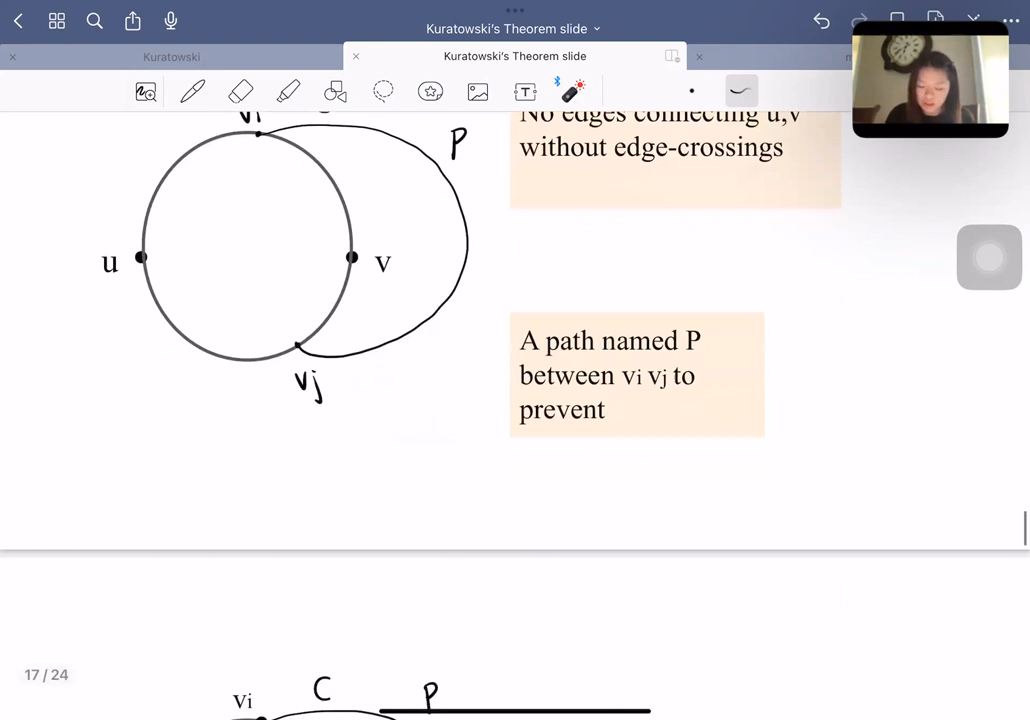 Kuratowski's Theorem slide
Kuratowski
Kuratowski's Theorem slide
T
vi
P
No edges connecting u,v
without edge-crossings
u
v
vj
A path named P
between vi vj to
prevent
17 / 24
vi
C
P